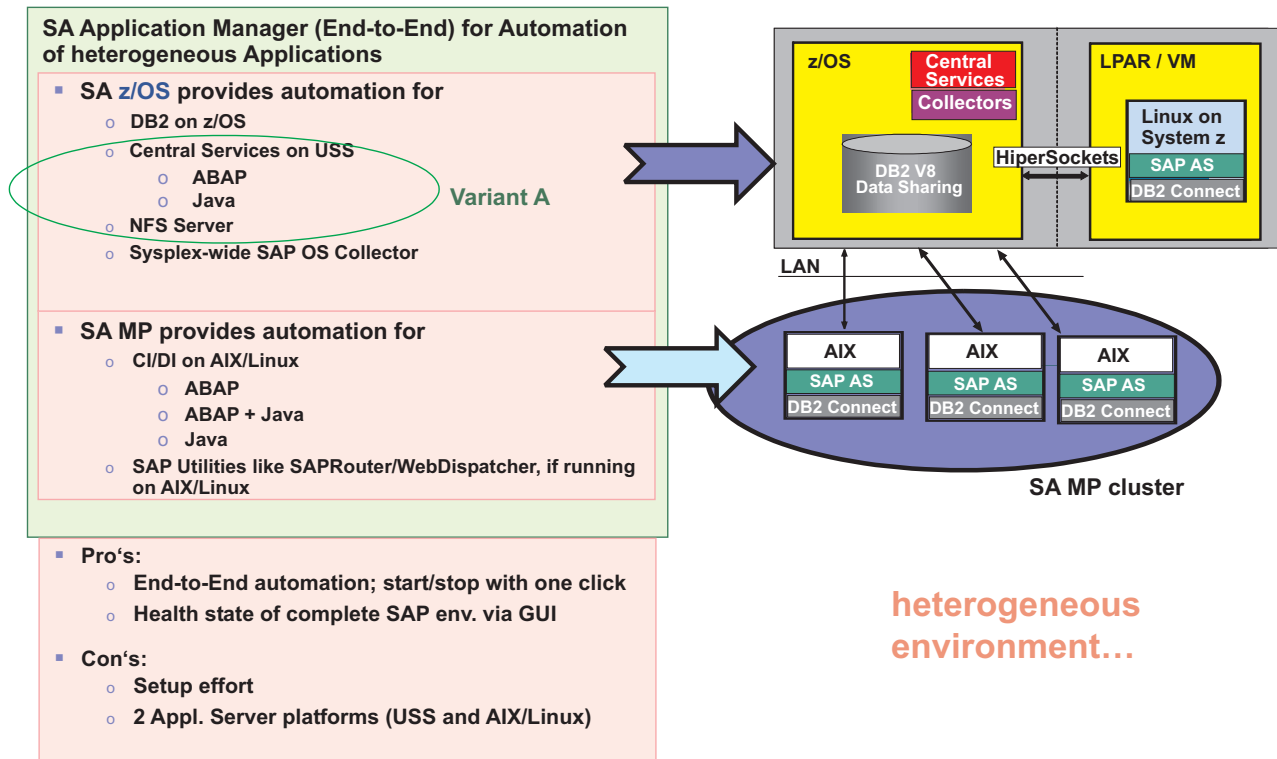 SA Application Manager (End-to-End) for Automation
of heterogeneous Applications
SA z/OS provides automation for
DB2 on z/OS
Central Services on USS
ABAP
Java
NFS Server
Sysplex-wide SAP OS Collector
Variant A
SA MP provides automation for
CI/DI on AIX/Linux
ABAP
ABAP + Java
Java
SAP Utilities like SAPRouter/WebDispatcher, if running
on AIX/Linux
Pro‘s:
End-to-End automation; start/stop with one click
Health state of complete SAP env. via GUI
Con‘s:
Setup effort
2 Appl. Server platforms (USS and AIX/Linux)
z/OS
Central
Services
Collectors
DB2 V8
Data Sharing
HiperSockets
LPAR / VM
Linux on
System z
SAP AS
DB2 Connect
LAN
AIX
SAP AS
DB2 Connect
AIX
SAP AS
DB2 Connect
AIX
SAP AS
DB2 Connect
SA MP cluster
heterogeneous
environment…